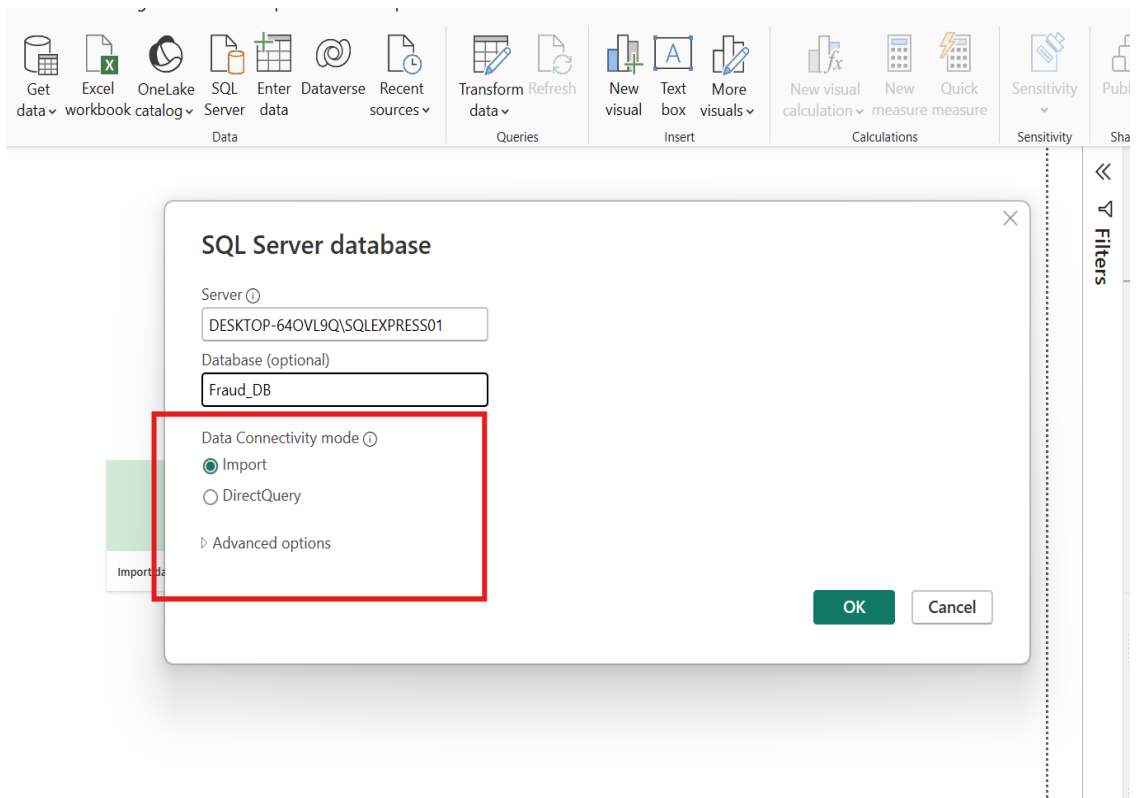 Get data
Excel workbook
OneLake catalog
SQL Server
Enter data
Dataverse
Recent sources
Transform data
Refresh
New visual
Text box
More visuals
New visual calculation
New measure
Quick measure
Sensitivity
Data
Queries
Insert
Calculations
Sensitivity
Filters
SQL Server database
Server
DESKTOP-64OVL9Q\SQLEXPRESS01
Database (optional)
Fraud_DB
Data Connectivity mode
Import
DirectQuery
Advanced options
Import da
OK
Cancel